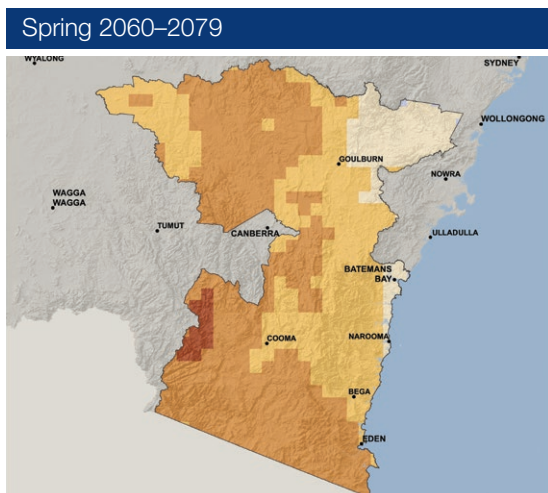 Spring 2060–2079
WYALONG
SYDNEY
WOLLONGONG
GOULBURN
NOWRA
WAGGA
WAGGA
TUMUT
CANBERRA
ULLADULLA
BATEMANS
BAY
COOMA
NAROOMA
BEGA
EDEN